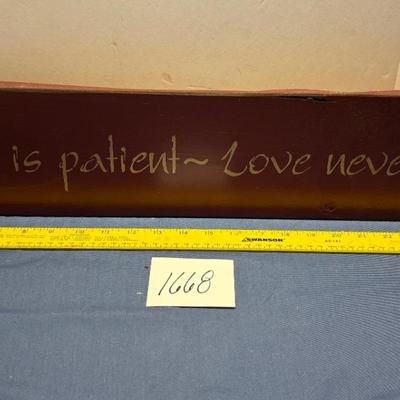 is patient~ Love neve
SWANSON
1668